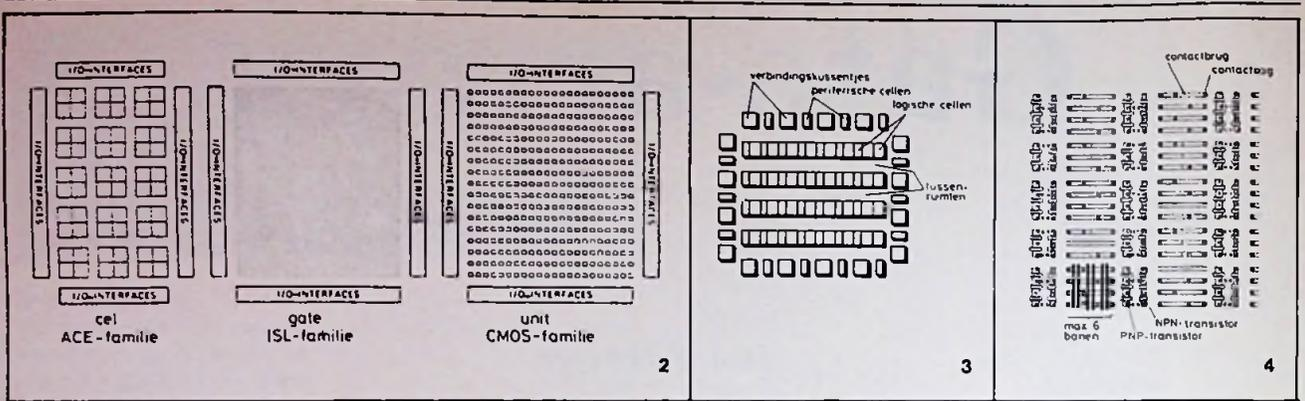 I/O-INTERFACES
I/O-INTERFACES
I/O-INTERFACES
I/O-INTERFACES
cel
ACE-familie
I/O-INTERFACES
I/O-INTERFACES
I/O-INTERFACES
I/O-INTERFACES
gate
ISL-familie
I/O-INTERFACES
I/O-INTERFACES
I/O-INTERFACES
I/O-INTERFACES
unit
CMOS-familie
2
verbindingskussentjes
periferische cellen
logische cellen
tussen-
ruimten
3
contactbrug
contactbrug
max 6
banen
NPN-transistor
PNP-transistor
4